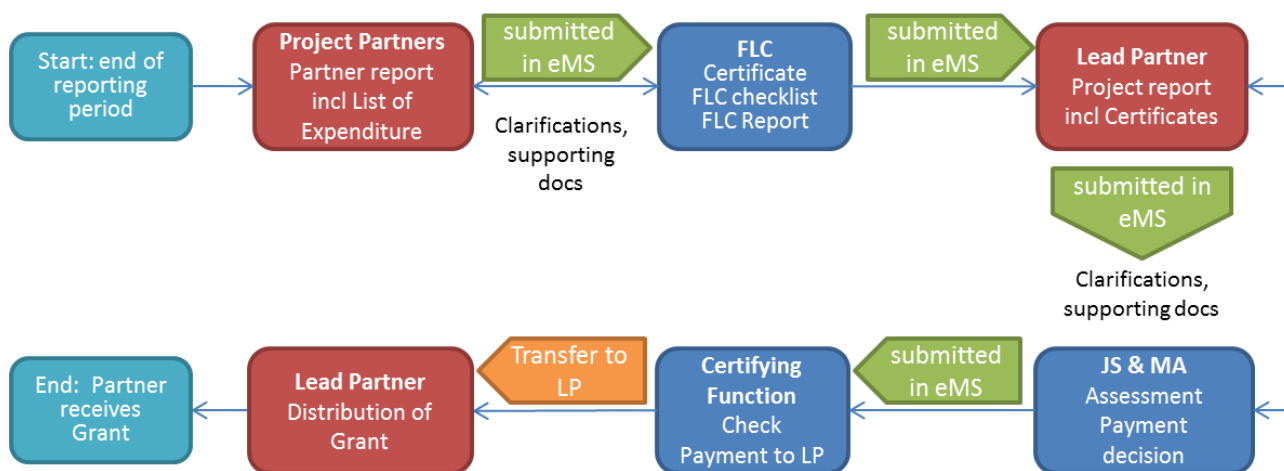 Start: end of
reporting
period
Project Partners
Partner report
incl List of
Expenditure
submitted
in eMS
Clarifications,
supporting
docs
FLC
Certificate
FLC checklist
FLC Report
submitted
in eMS
Lead Partner
Project report
incl Certificates
submitted in
eMS
Clarifications,
supporting docs
End: Partner
receives
Grant
Lead Partner
Distribution of
Grant
Transfer to
LP
Certifying
Function
Check
Payment to LP
submitted
in eMS
JS & MA
Assessment
Payment
decision